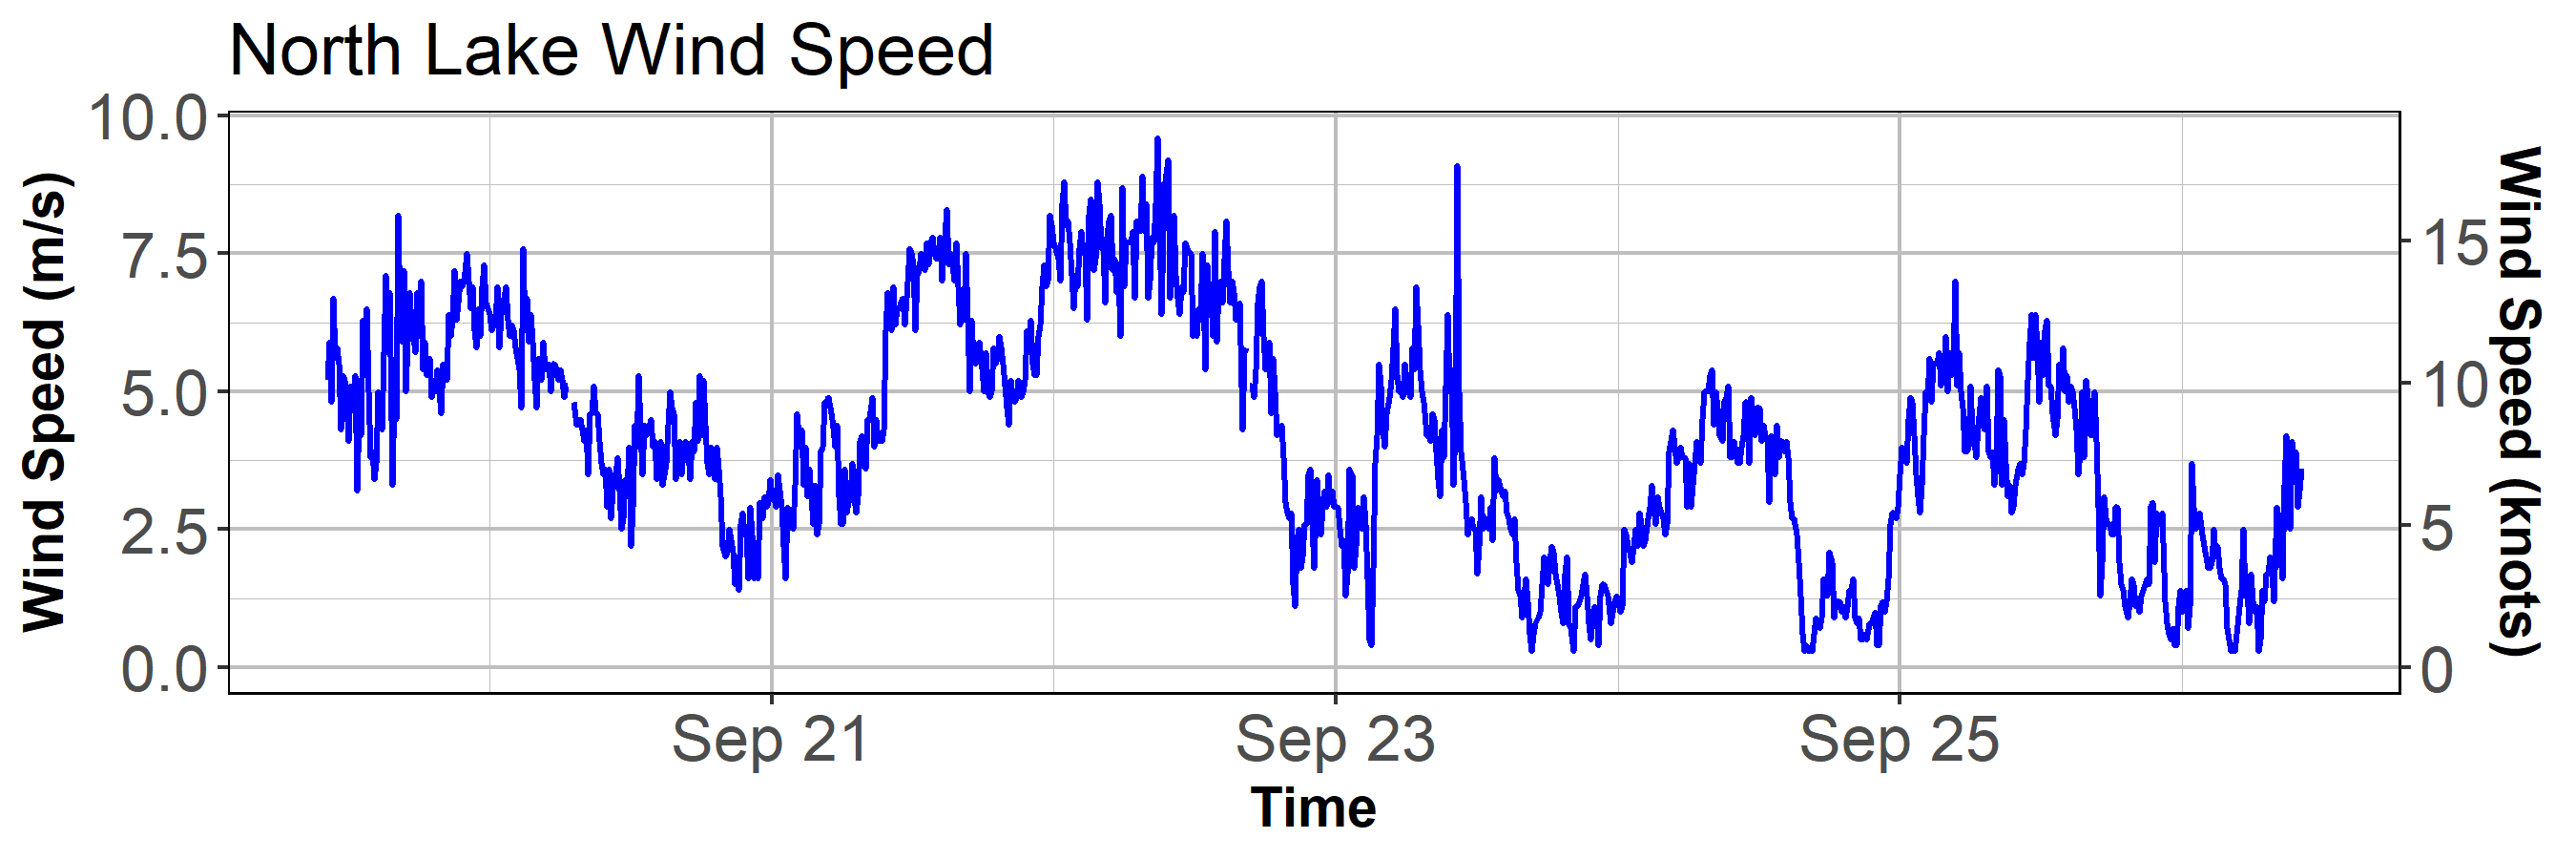 North Lake Wind Speed
Wind Speed (m/s)
10.0
7.5
5.0
2.5
0.0
15
10
5
0
Wind Speed (knots)
Sep 21
Sep 23
Sep 25
Time